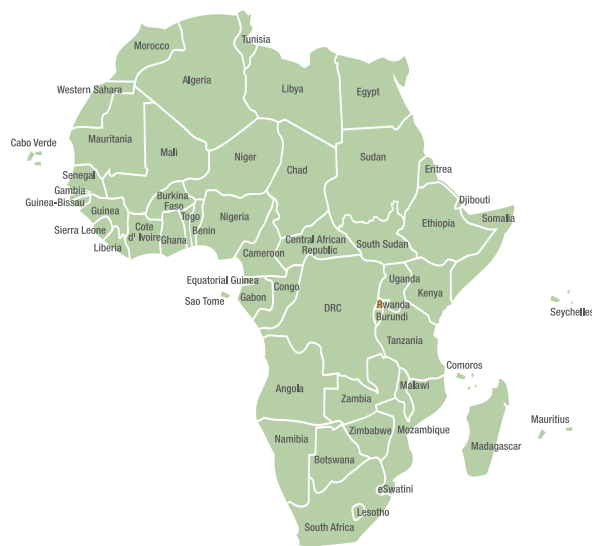 Tunisia
Morocco
Algeria
Libya
Egypt
Western Sahara
Mauritania
Cabo Verde
Mali
Niger
Chad
Sudan
Eritrea
Senegal
Gambia
Guinea-Bissau
Guinea
Burkina
Faso
Togo
Benin
Nigeria
Djibouti
Somalia
Ethiopia
Sierra Leone
Liberia
Cote
d' Ivoire
Ghana
Cameroon
Central African
Republic
South Sudan
Equatorial Guinea
Sao Tome
Gabon
Congo
DRC
Uganda
Kenya
Rwanda
Burundi
Tanzania
Seychelles
Comoros
Angola
Zambia
Malawi
Mozambique
Mauritius
Madagascar
Namibia
Zimbabwe
Botswana
eSwatini
Lesotho
South Africa